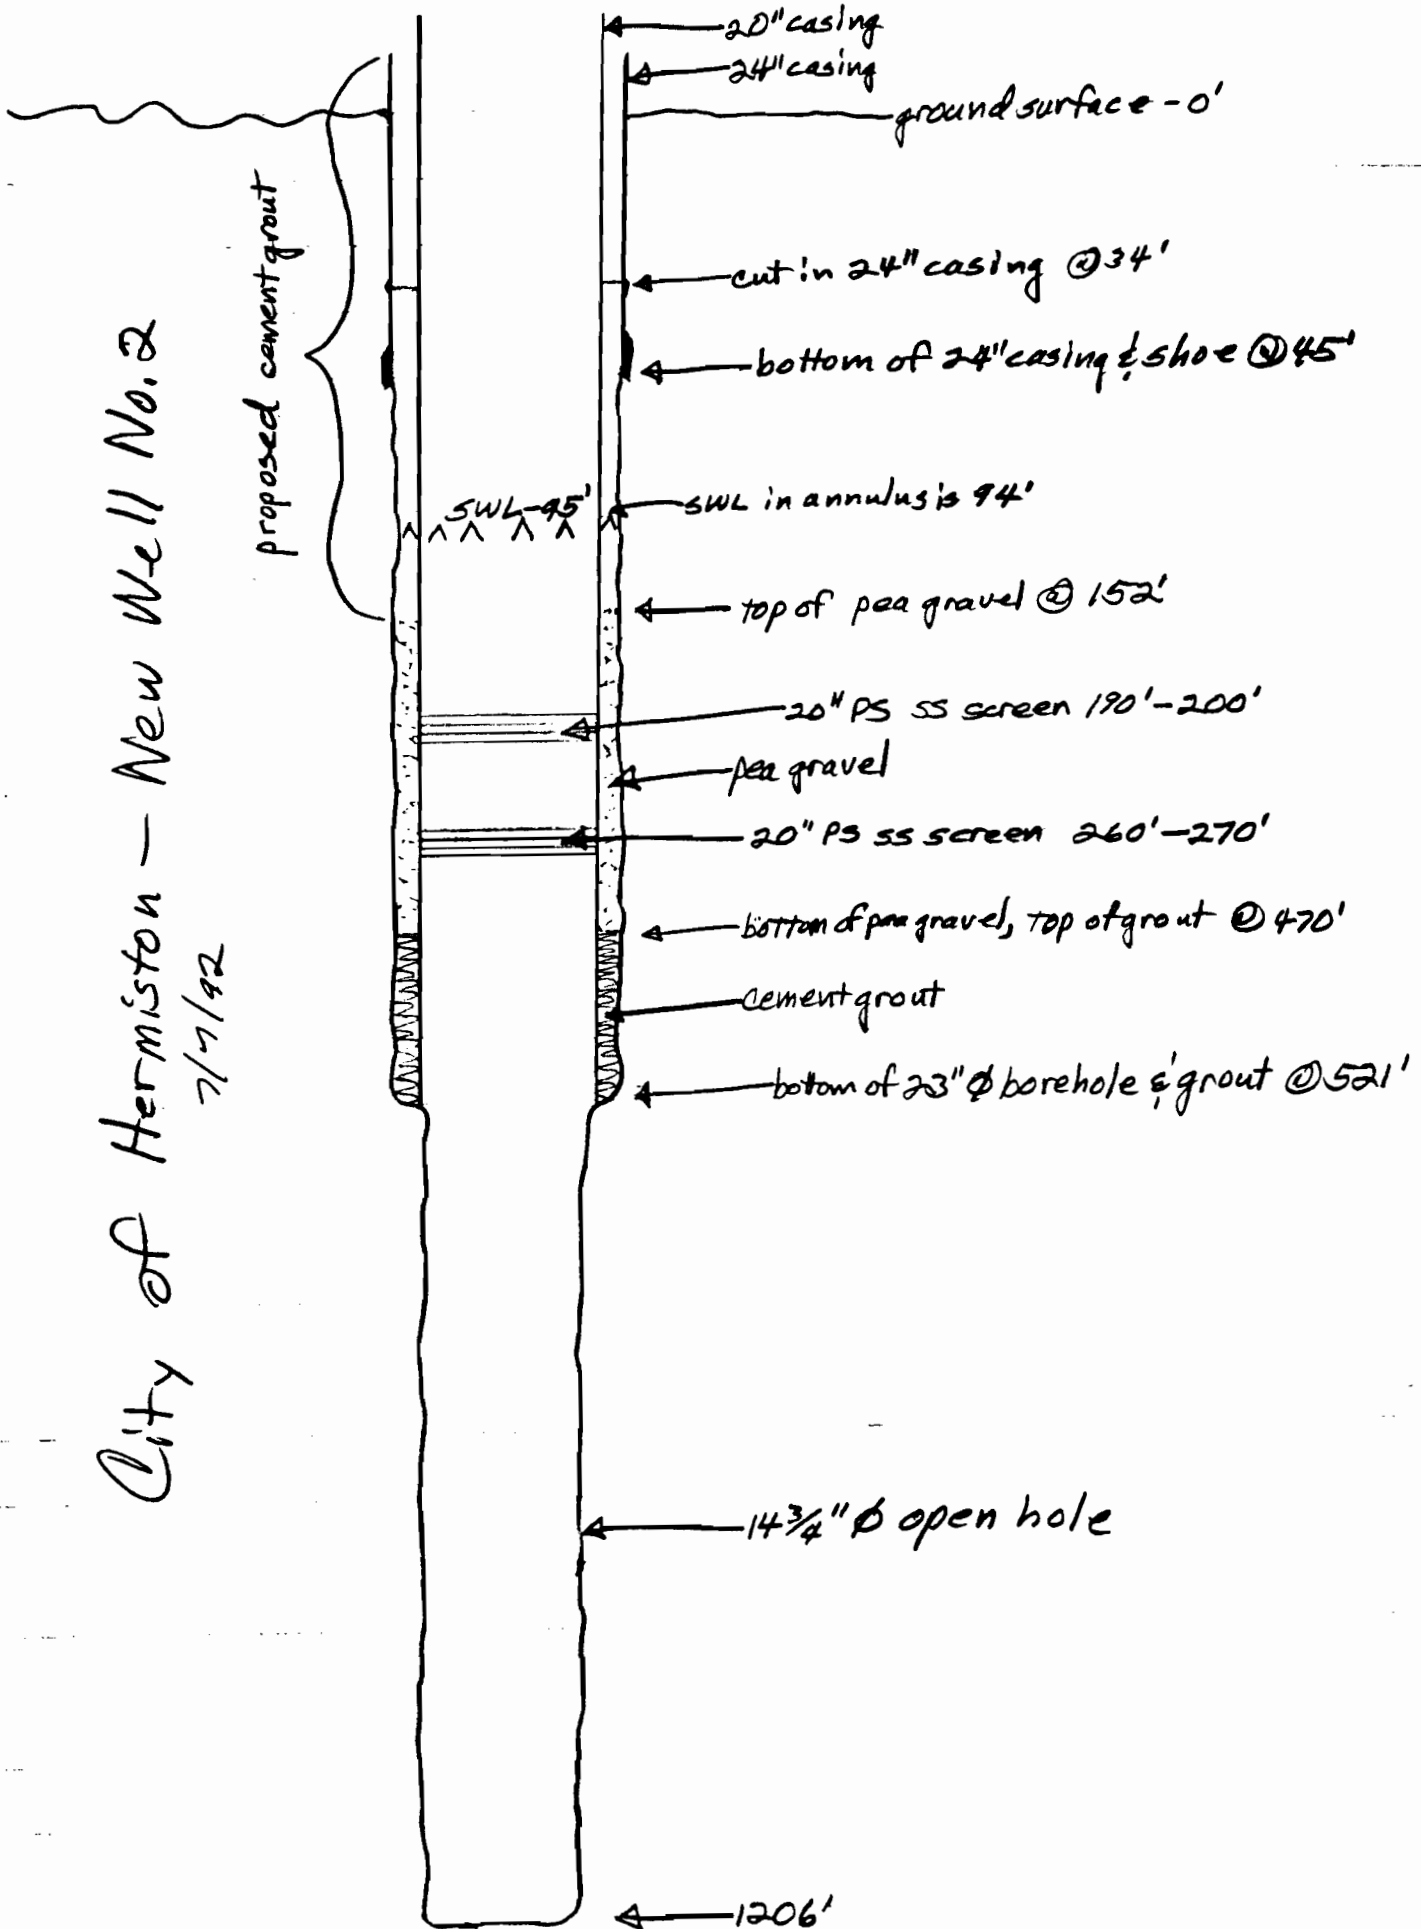 20" casing
24" casing
ground surface - 0'
cut in 24" casing @ 34'
bottom of 24" casing & shoe @ 45'
SWL-95'
SWL in annulus is 94'
top of pea gravel @ 152'
20" PS SS screen 190'-200'
pea gravel
20" PS SS screen 260'-270'
bottom of pea gravel, top of grout @ 470'
cement grout
bottom of 23" Ø borehole & grout @ 521'
14 3/4" Ø open hole
1206'
proposed cement grout
City of Hermiston - New Well No. 2
7/7/92